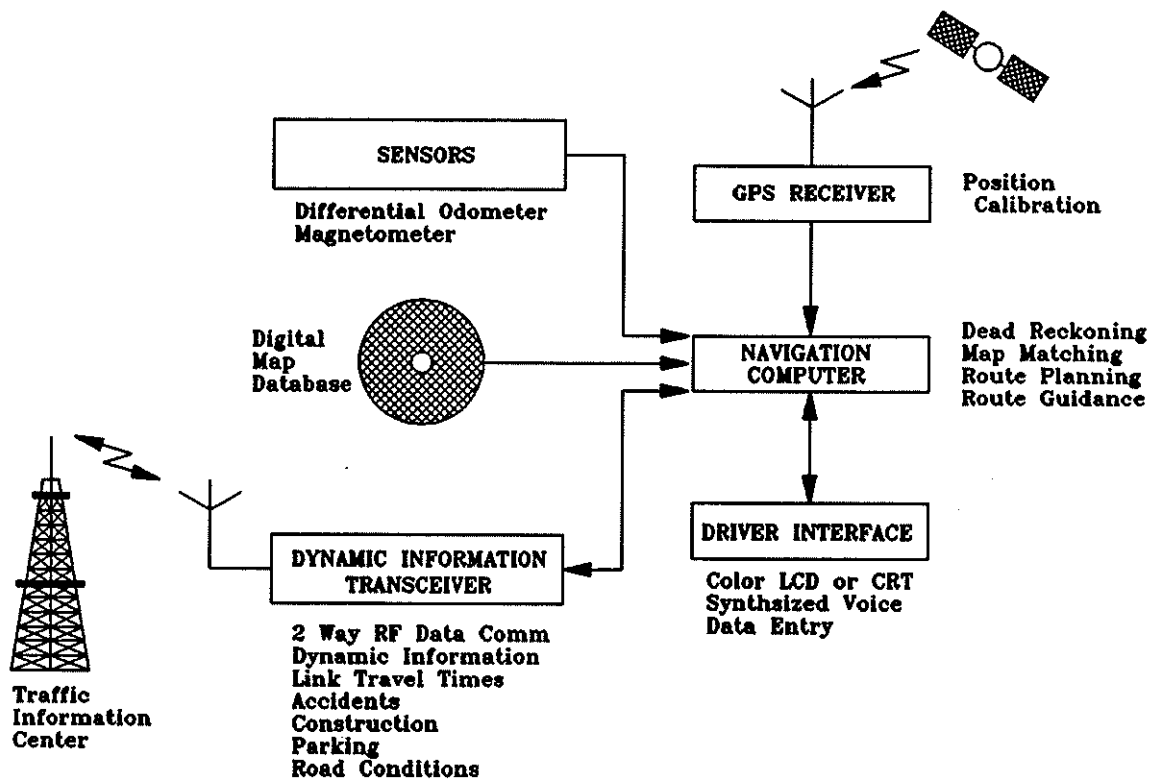 SENSORS
Differential Odometer
Magnetometer
GPS RECEIVER
Position
Calibration
Digital
Map
Database
NAVIGATION
COMPUTER
Dead Reckoning
Map Matching
Route Planning
Route Guidance
DRIVER INTERFACE
Color LCD or CRT
Synthsized Voice
Data Entry
DYNAMIC INFORMATION
TRANSCEIVER
2 Way RF Data Comm
Dynamic Information
Link Travel Times
Accidents
Construction
Parking
Road Conditions
Traffic
Information
Center